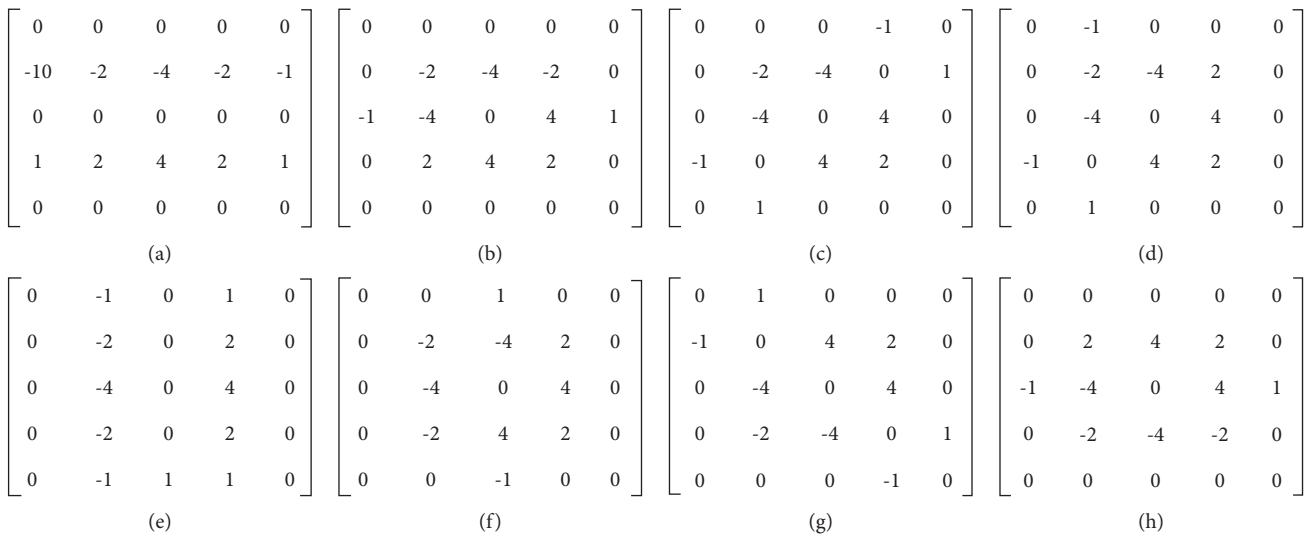 0 0 0 0 0 0 0 0 0 0 0 0 0 -1 0 0 -1 0 0 0
-10 -2 -4 -2 -1 0 -2 -4 -2 0 0 -2 -4 0 1 0 -2 -4 2 0
0 0 0 0 0 -1 -4 0 4 1 0 -4 0 4 0 0 -4 0 4 0
1 2 4 2 1 0 2 4 2 0 -1 0 4 2 0 -1 0 4 2 0
0 0 0 0 0 0 0 0 0 0 0 1 0 0 0 0 1 0 0 0
(a) (b) (c) (d)
0 -1 0 1 0 0 0 1 0 0 0 1 0 0 0 0 0 0 0 0
0 -2 0 2 0 0 -2 -4 2 0 -1 0 4 2 0 0 2 4 2 0
0 -4 0 4 0 0 -4 0 4 0 0 -4 0 4 0 -1 -4 0 4 1
0 -2 0 2 0 0 -2 4 2 0 0 -2 -4 0 1 0 -2 -4 -2 0
0 -1 1 1 0 0 0 -1 0 0 0 0 0 -1 0 0 0 0 0 0
(e) (f) (g) (h)